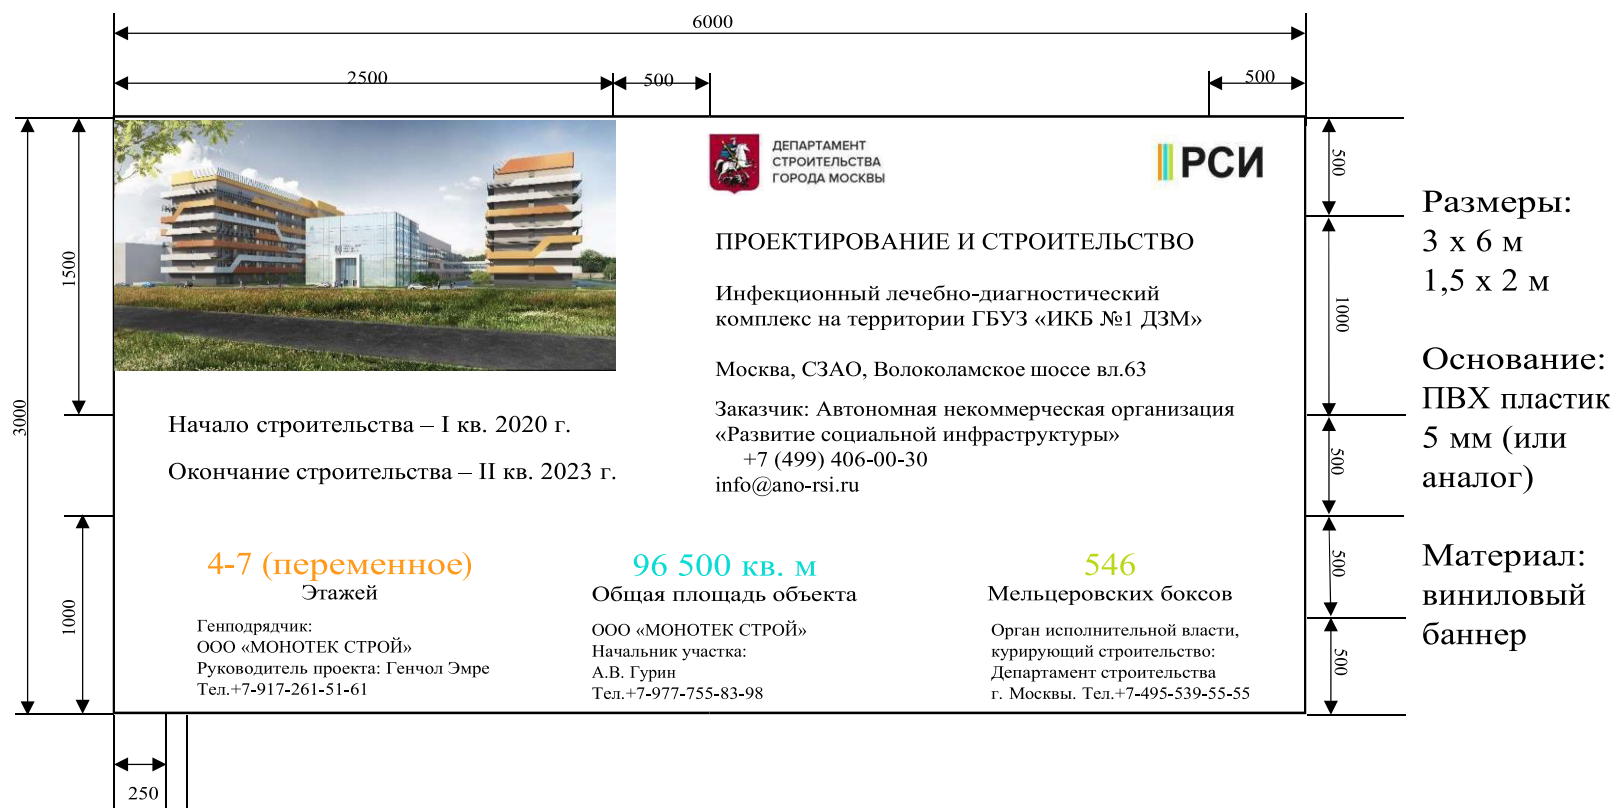 6000
2500
500
500
ДЕПАРТАМЕНТ
СТРОИТЕЛЬСТВА
ГОРОДА МОСКВЫ
РСИ
ПРОЕКТИРОВАНИЕ И СТРОИТЕЛЬСТВО
Инфекционный лечебно-диагностический
комплекс на территории ГБУЗ «ИКБ №1 ДЗМ»
Москва, СЗАО, Волоколамское шоссе вл.63
Заказчик: Автономная некоммерческая организация
«Развитие социальной инфраструктуры»
+7 (499) 406-00-30
info@ano-rsi.ru
Начало строительства – I кв. 2020 г.
Окончание строительства – II кв. 2023 г.
4-7 (переменное)
Этажей
96 500 кв. м
Общая площадь объекта
546
Мельцеровских боксов
Генподрядчик:
ООО «МОНОТЕК СТРОЙ»
Руководитель проекта: Генчол Эмре
Тел.+7-917-261-51-61
ООО «МОНОТЕК СТРОЙ»
Начальник участка:
А.В. Гурин
Тел.+7-977-755-83-98
Орган исполнительной власти,
курирующий строительство:
Департамент строительства
г. Москвы. Тел.+7-495-539-55-55
3000
1500
1000
250
500
1000
500
500
500
Размеры:
3 х 6 м
1,5 х 2 м
Основание:
ПВХ пластик
5 мм (или
аналог)
Материал:
виниловый
баннер